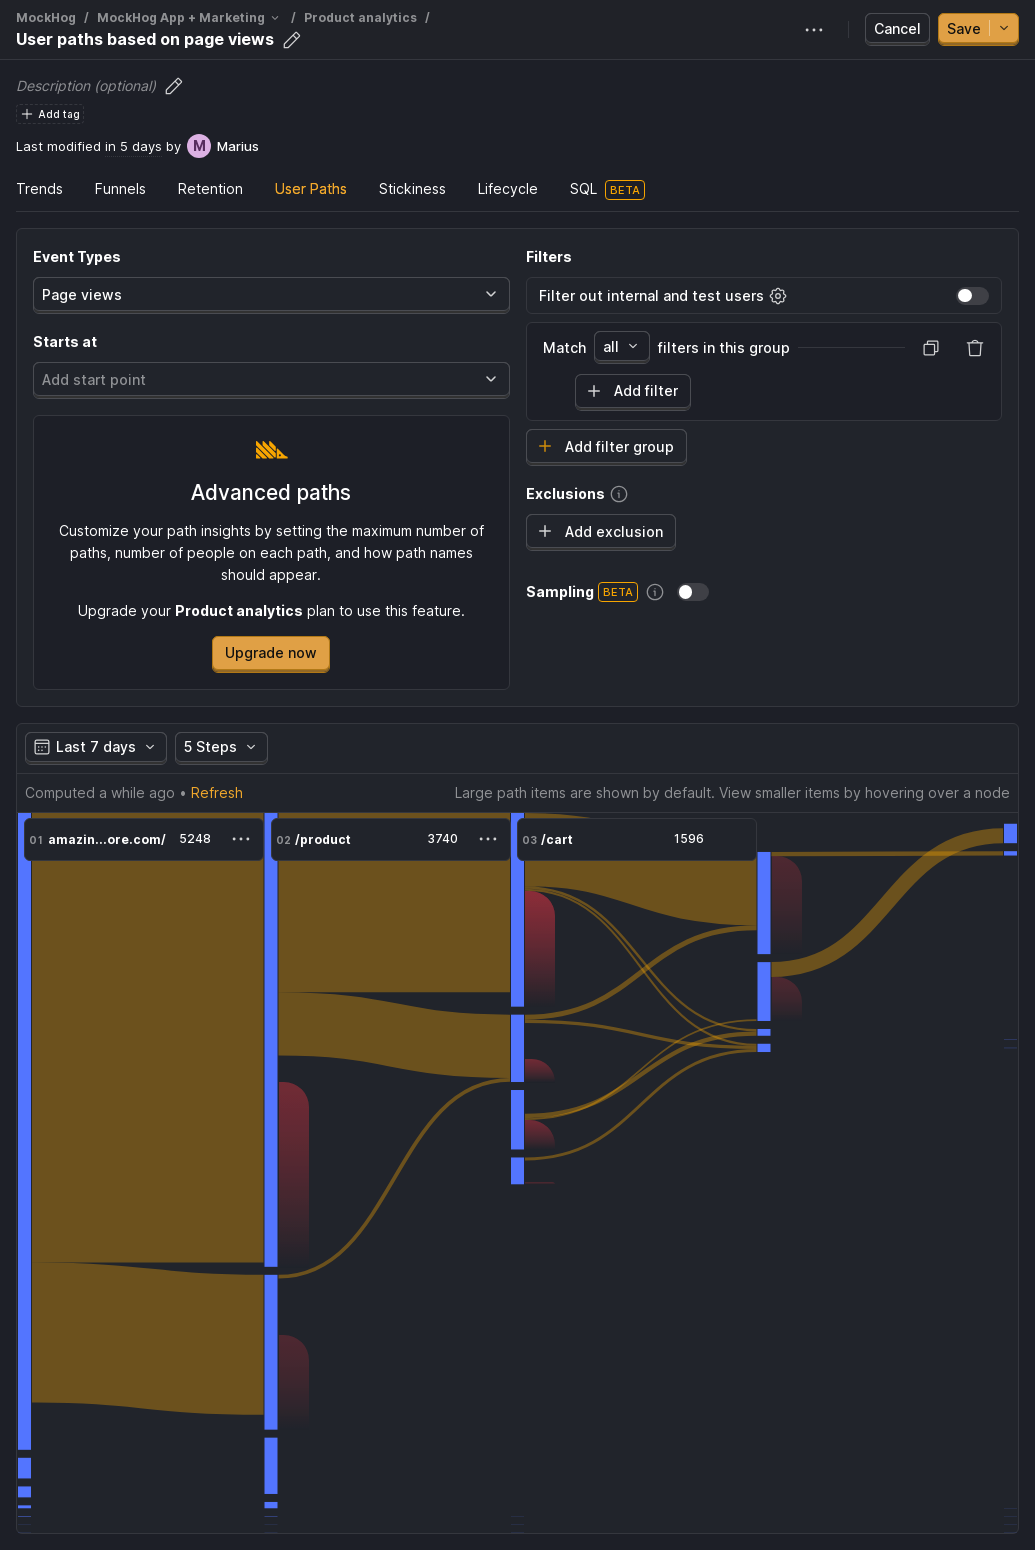 MockHog / MockHog App + Marketing / Product analytics /
User paths based on page views
Cancel
Save
Description (optional)
Add tag
Last modified in 5 days by M Marius
Trends Funnels Retention User Paths Stickiness Lifecycle SQL BETA
Event Types
Page views
Starts at
Add start point
Advanced paths
Customize your path insights by setting the maximum number of
paths, number of people on each path, and how path names
should appear.
Upgrade your Product analytics plan to use this feature.
Upgrade now
Filters
Filter out internal and test users
Match all filters in this group
Add filter
Add filter group
Exclusions
Add exclusion
Sampling BETA
Last 7 days
5 Steps
Computed a while ago • Refresh
Large path items are shown by default. View smaller items by hovering over a node
01 amazin...ore.com/ 5248
02 /product 3740
03 /cart 1596